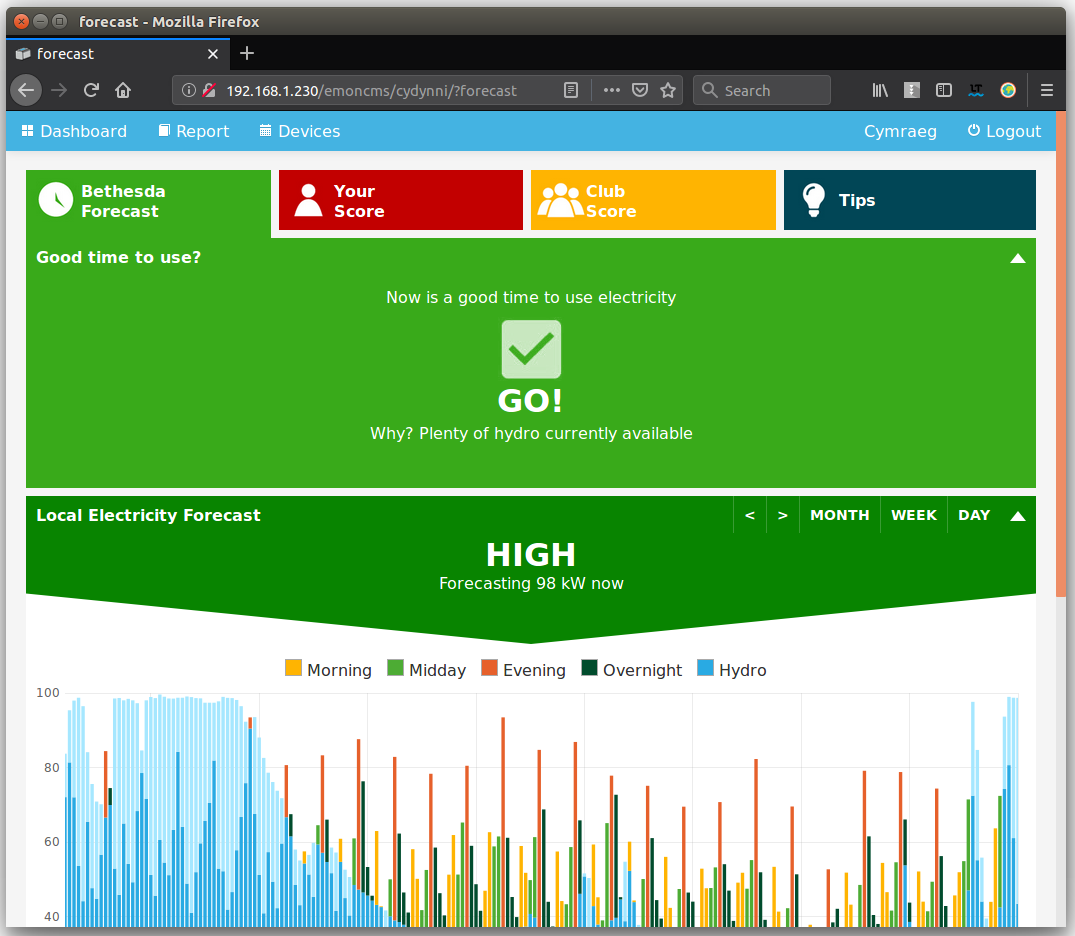 forecast - Mozilla Firefox
forecast
192.168.1.230/emoncms/cydynni/?forecast
Search
Dashboard
Report
Devices
Cymraeg
Logout
Bethesda
Forecast
Your
Score
Club
Score
Tips
Good time to use?
Now is a good time to use electricity
GO!
Why? Plenty of hydro currently available
Local Electricity Forecast
<
>
MONTH
WEEK
DAY
HIGH
Forecasting 98 kW now
Morning
Midday
Evening
Overnight
Hydro
100
80
60
40